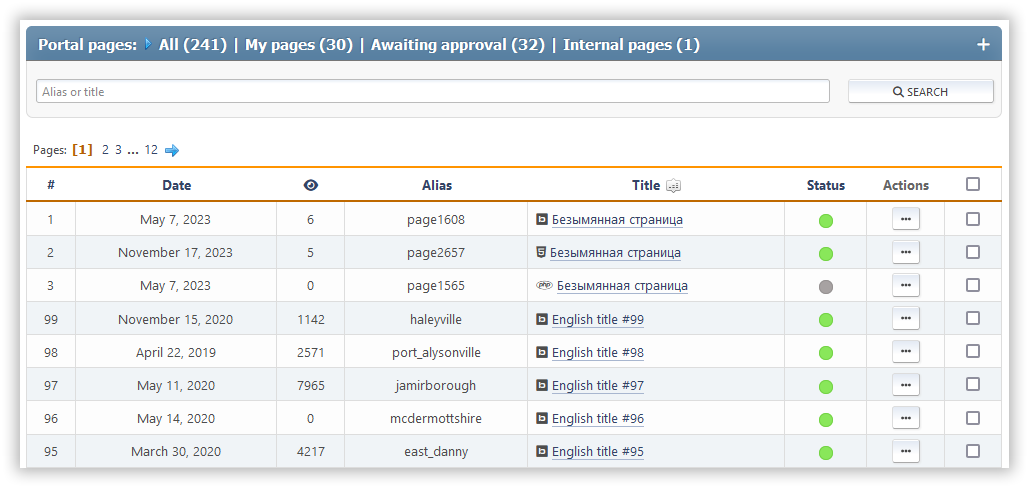 Portal pages: All (241) | My pages (30) | Awaiting approval (32) | Internal pages (1) +
Alias or title SEARCH
Pages: [1] 2 3 ... 12
# Date Alias Title Status Actions
1 May 7, 2023 6 page1608 Безымянная страница
2 November 17, 2023 5 page2657 Безымянная страница
3 May 7, 2023 0 page1565 php Безымянная страница
99 November 15, 2020 1142 haleyville English title #99
98 April 22, 2019 2571 port_alysonville English title #98
97 May 11, 2020 7965 jamirborough English title #97
96 May 14, 2020 0 mcdermottshire English title #96
95 March 30, 2020 4217 east_danny English title #95